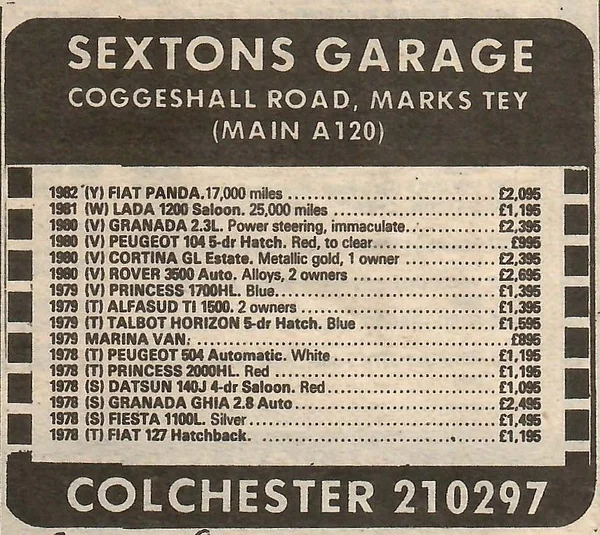 SEXTONS GARAGE
COGGESHALL ROAD, MARKS TEY
(MAIN A120)
1982 (Y) FIAT PANDA. 17,000 miles ........ £2,095
1981 (W) LADA 1200 Saloon. 25,000 miles ........ £1,195
1980 (V) GRANADA 2.3L. Power steering, immaculate ........ £2,395
1980 (V) PEUGEOT 104 5-dr Hatch. Red, to clear ........ £995
1980 (V) CORTINA GL Estate. Metallic gold, 1 owner ........ £2,395
1980 (V) ROVER 3500 Auto. Alloys, 2 owners ........ £2,695
1979 (V) PRINCESS 1700HL. Blue ........ £1,395
1979 (T) ALFASUD TI 1500. 2 owners ........ £1,395
1979 (T) TALBOT HORIZON 5-dr Hatch. Blue ........ £1,595
1979 MARINA VAN. ........ £895
1978 (T) PEUGEOT 504 Automatic. White ........ £1,195
1978 (T) PRINCESS 2000HL. Red ........ £1,195
1978 (S) DATSUN 140J 4-dr Saloon. Red ........ £1,095
1978 (S) GRANADA GHIA 2.8 Auto ........ £2,495
1978 (S) FIESTA 1100L. Silver ........ £1,495
1978 (T) FIAT 127 Hatchback. ........ £1,195
COLCHESTER 210297